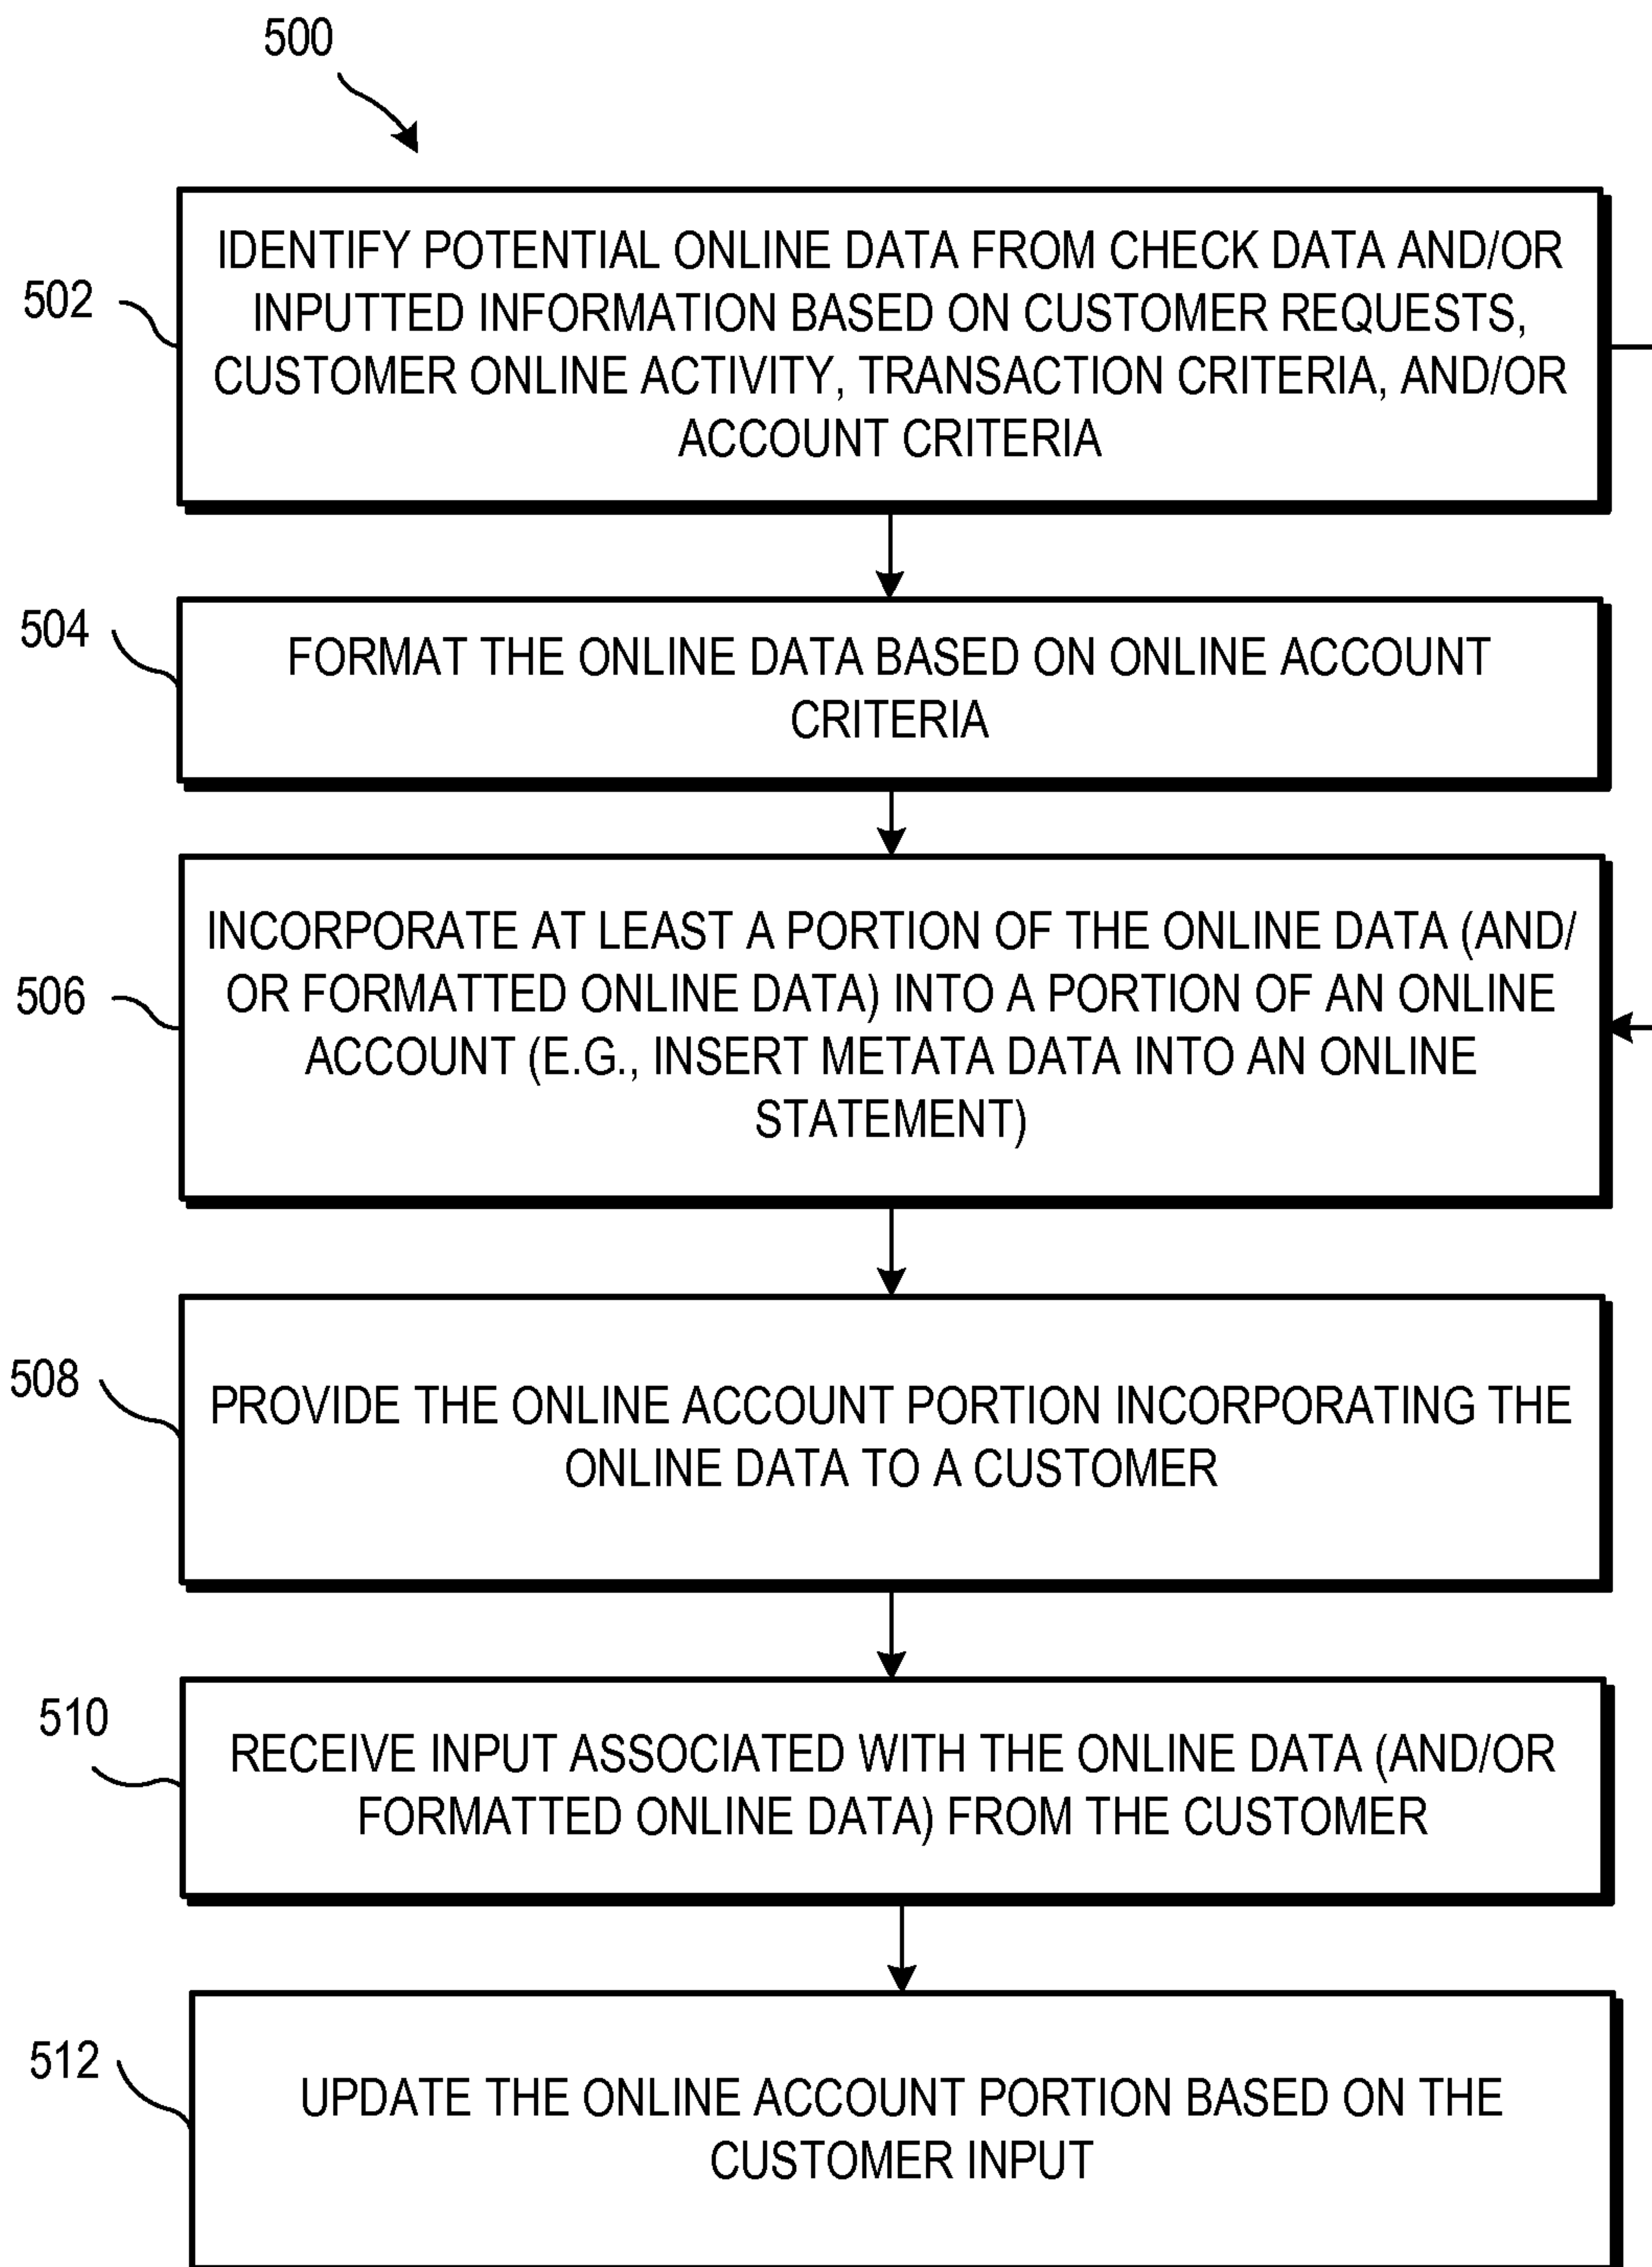 500
502
IDENTIFY POTENTIAL ONLINE DATA FROM CHECK DATA AND/OR
INPUTTED INFORMATION BASED ON CUSTOMER REQUESTS,
CUSTOMER ONLINE ACTIVITY, TRANSACTION CRITERIA, AND/OR
ACCOUNT CRITERIA
504
FORMAT THE ONLINE DATA BASED ON ONLINE ACCOUNT
CRITERIA
506
INCORPORATE AT LEAST A PORTION OF THE ONLINE DATA (AND/
OR FORMATTED ONLINE DATA) INTO A PORTION OF AN ONLINE
ACCOUNT (E.G., INSERT METATA DATA INTO AN ONLINE
STATEMENT)
508
PROVIDE THE ONLINE ACCOUNT PORTION INCORPORATING THE
ONLINE DATA TO A CUSTOMER
510
RECEIVE INPUT ASSOCIATED WITH THE ONLINE DATA (AND/OR
FORMATTED ONLINE DATA) FROM THE CUSTOMER
512
UPDATE THE ONLINE ACCOUNT PORTION BASED ON THE
CUSTOMER INPUT